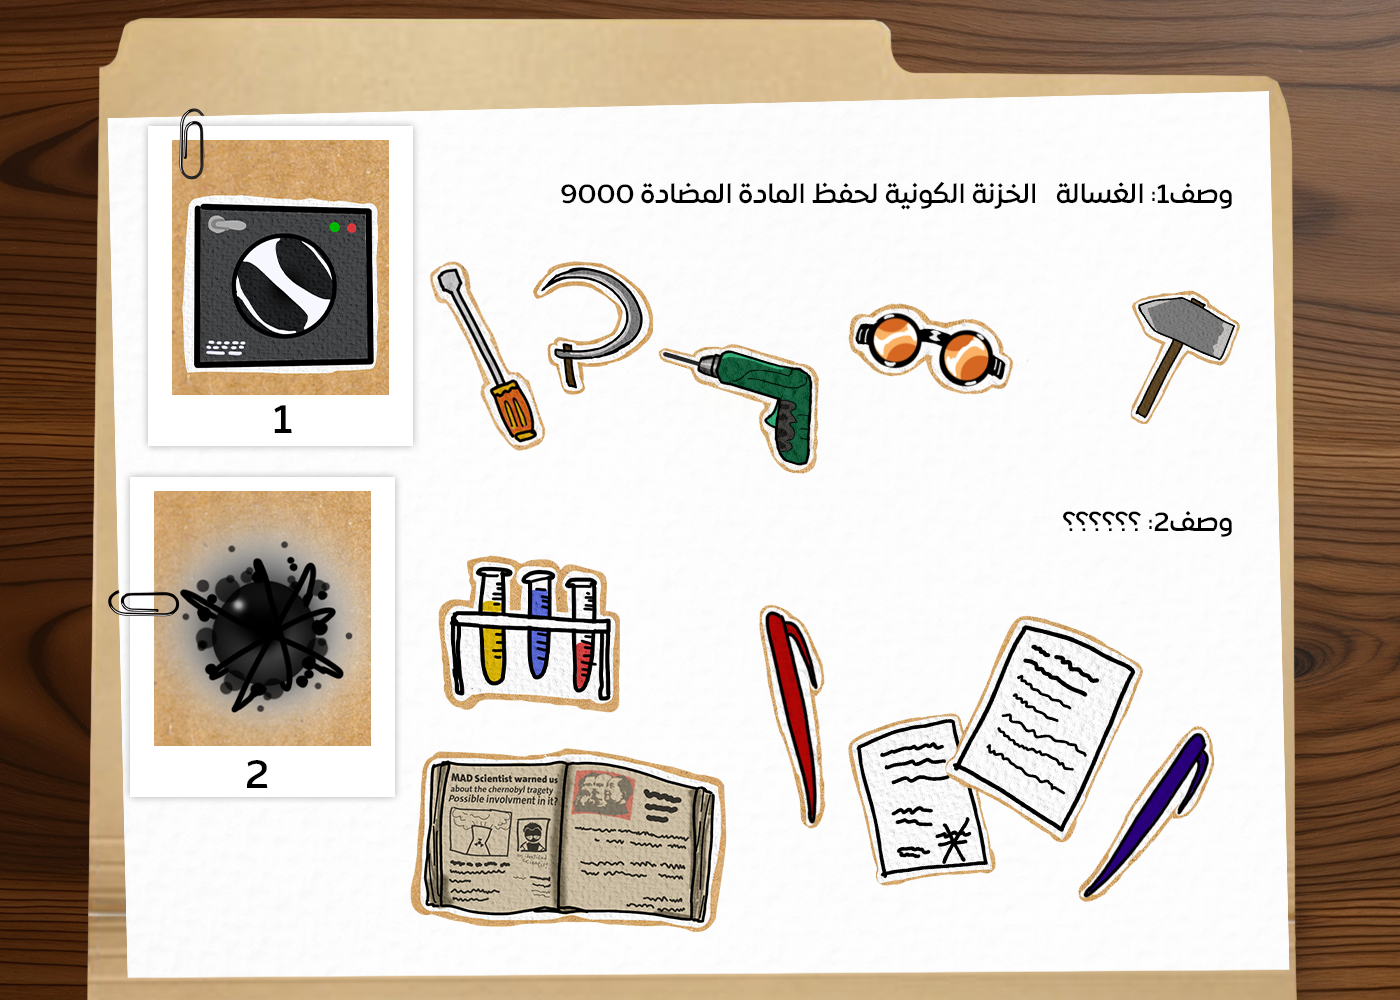 وصف1: الغسالة الخزنة الكونية لحفظ المادة المضادة 9000
1
وصف2: ؟؟؟؟؟؟
2
MAD Scientist warned us
about the chernobyl tragety
Possible involvment in it?